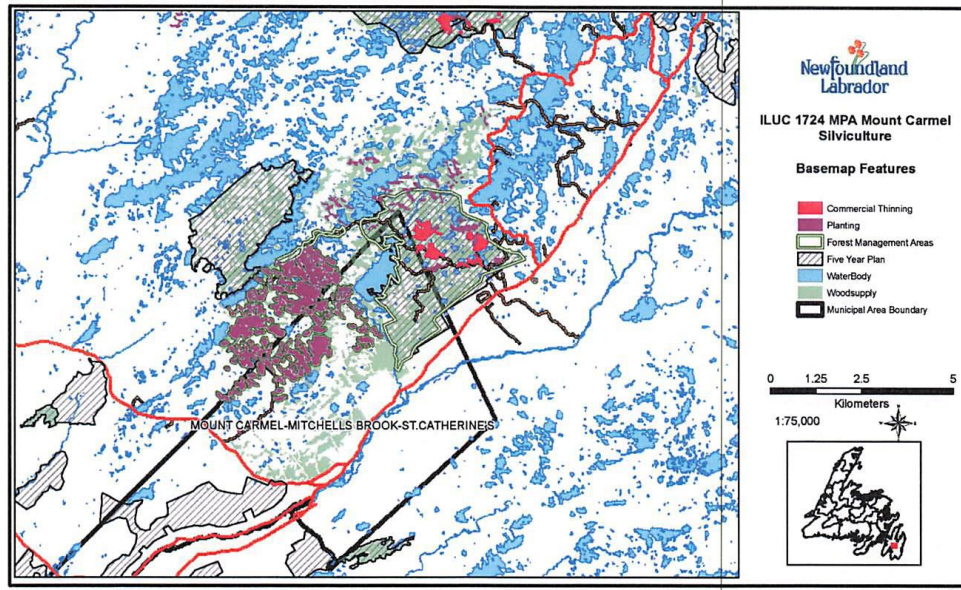 Newfoundland
Labrador
ILUC 1724 MPA Mount Carmel
Silviculture
Basemap Features
Commercial Thinning
Planting
Forest Management Areas
Five Year Plan
WaterBody
Woodsupply
Municipal Area Boundary
0 1.25 2.5 5
Kilometers
1:75,000
MOUNT CARMEL-MITCHELLS BROOK-ST.CATHERINE'S